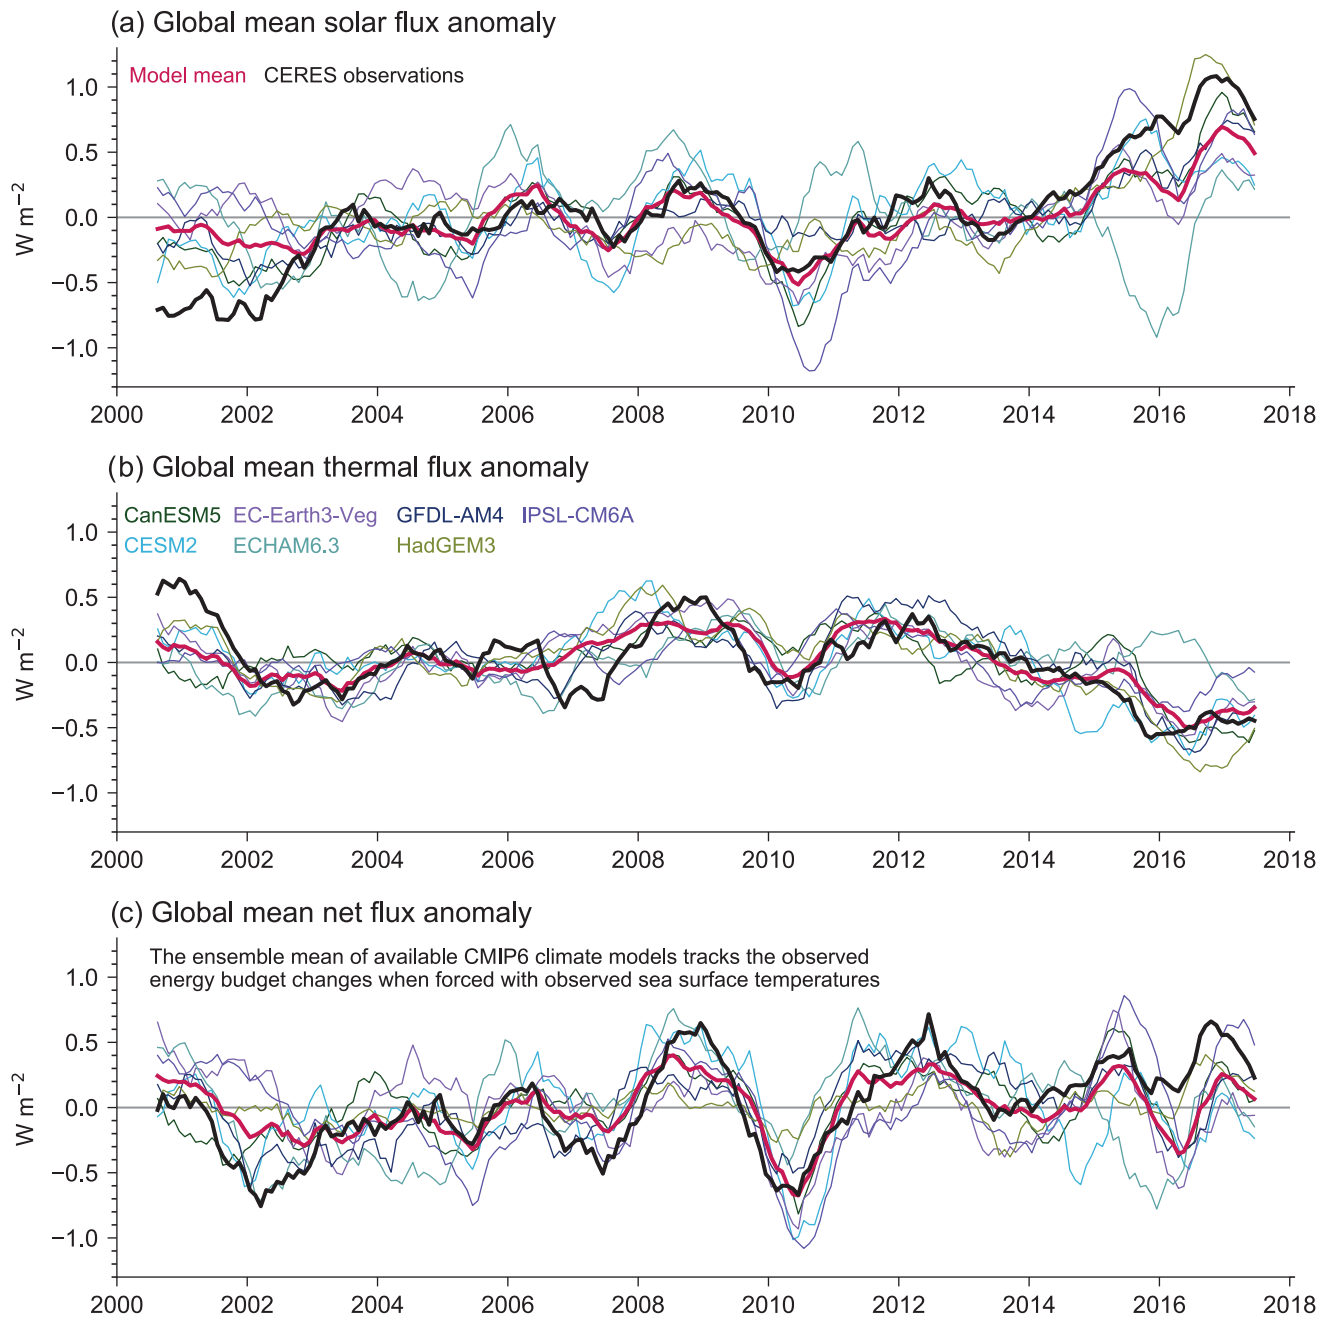 (a) Global mean solar flux anomaly
Model mean CERES observations
1.0
0.5
0.0
−0.5
−1.0
W m−2
2000 2002 2004 2006 2008 2010 2012 2014 2016 2018
(b) Global mean thermal flux anomaly
CanESM5 EC-Earth3-Veg GFDL-AM4 IPSL-CM6A
CESM2 ECHAM6.3 HadGEM3
1.0
0.5
0.0
−0.5
−1.0
W m−2
2000 2002 2004 2006 2008 2010 2012 2014 2016 2018
(c) Global mean net flux anomaly
The ensemble mean of available CMIP6 climate models tracks the observed
energy budget changes when forced with observed sea surface temperatures
1.0
0.5
0.0
−0.5
−1.0
W m−2
2000 2002 2004 2006 2008 2010 2012 2014 2016 2018